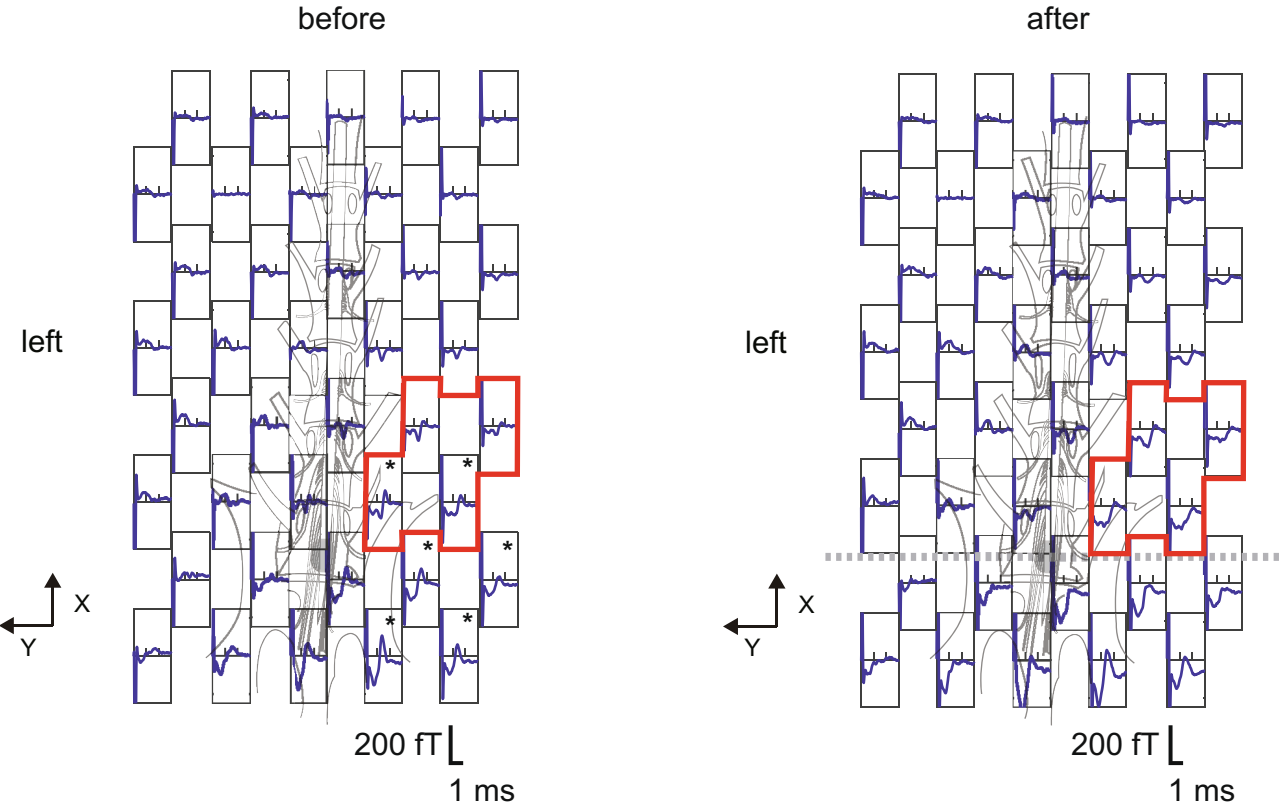 before
after
left
left
* *
* *
* *
X
Y
X
Y
200 fT
1 ms
200 fT
1 ms